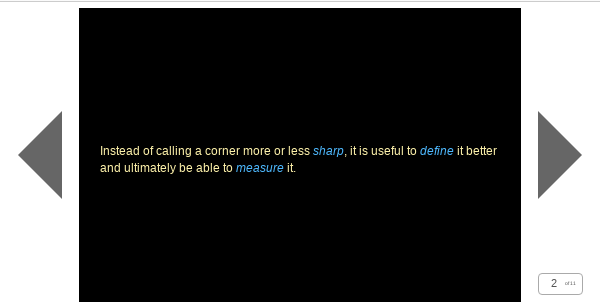 Instead of calling a corner more or less sharp, it is useful to define it better
and ultimately be able to measure it.
2 of 11